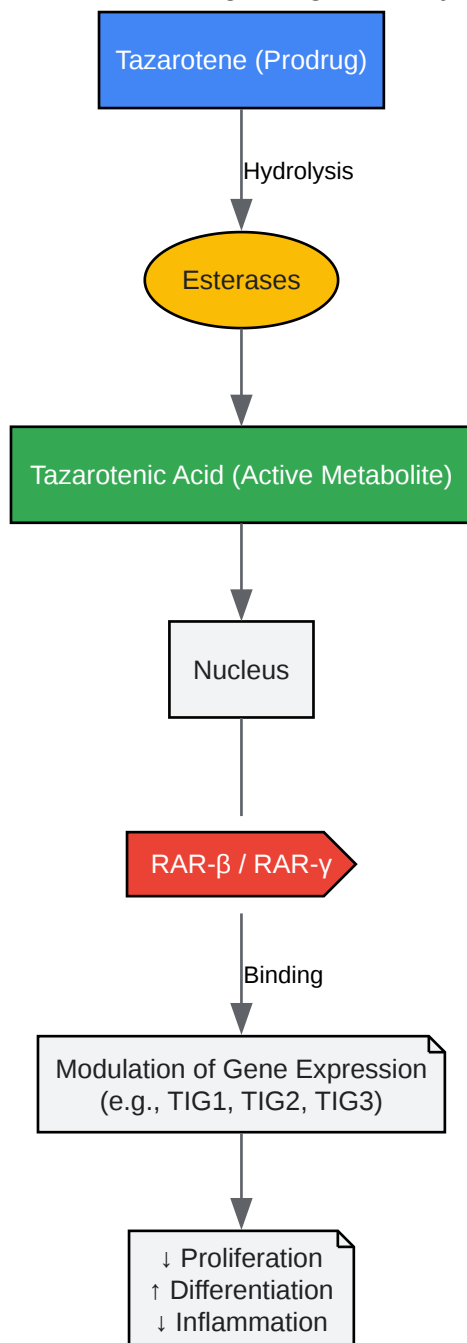 Tazarotene (Prodrug)
Hydrolysis
Esterases
Tazarotenic Acid (Active Metabolite)
Nucleus
RAR-β / RAR-γ
Binding
Modulation of Gene Expression
(e.g., TIG1, TIG2, TIG3)
↓ Proliferation
↑ Differentiation
↓ Inflammation